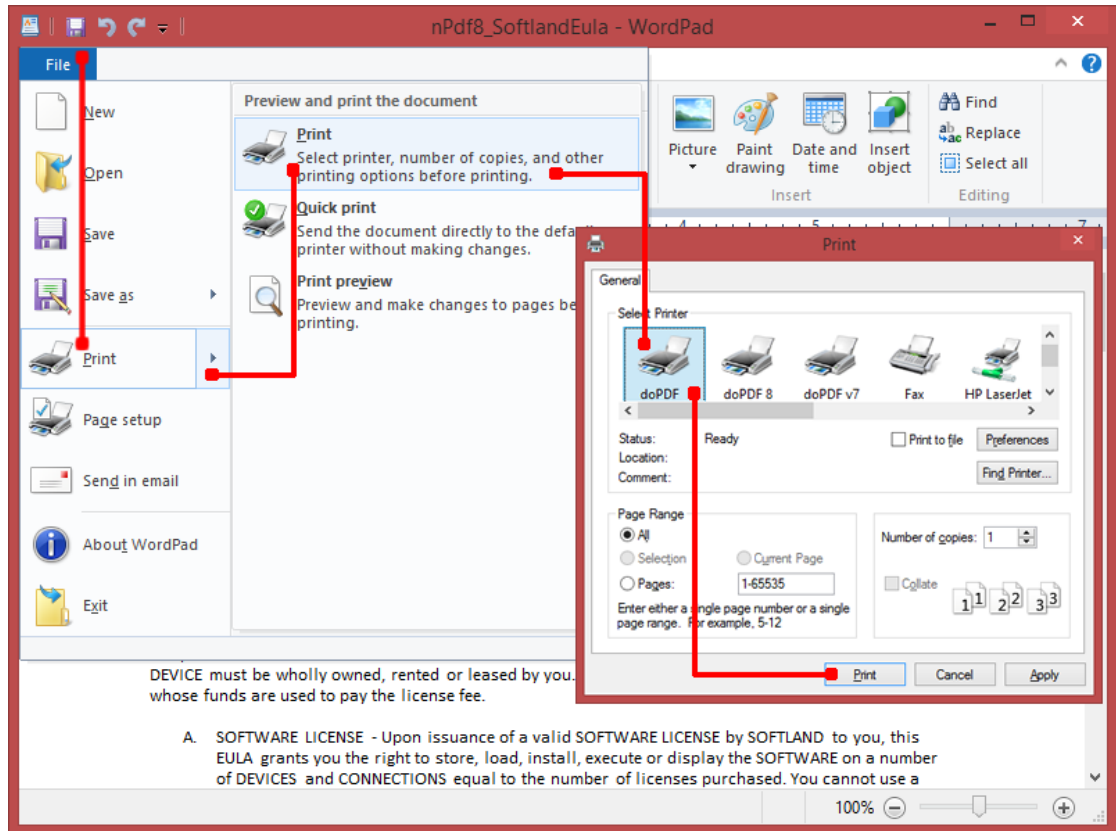 nPdf8_SoftlandEula - WordPad
File
New
Open
Save
Save as
Print
Page setup
Send in email
About WordPad
Exit
Preview and print the document
Print
Select printer, number of copies, and other
printing options before printing.
Quick print
Send the document directly to the
printer without making changes.
Print preview
Preview and make changes to pages
printing.
Picture
Paint
drawing
Date and
time
Insert
object
Insert
Find
Replace
Select all
Editing
4 5 7
Print
General
Select Printer
doPDF
doPDF 8
doPDF v7
Fax
HP LaserJet
Status: Ready
Location:
Comment:
Print to file
Preferences
Find Printer...
Page Range
All
Selection
Current Page
Pages: 1-65535
Enter either a single page number or a single
page range. For example, 5-12
Number of copies: 1
Collate
1 1 2 2 3 3
Print
Cancel
Apply
DEVICE must be wholly owned, rented or leased by you.
whose funds are used to pay the license fee.
A. SOFTWARE LICENSE - Upon issuance of a valid SOFTWARE LICENSE by SOFTLAND to you, this
EULA grants you the right to store, load, install, execute or display the SOFTWARE on a number
of DEVICES and CONNECTIONS equal to the number of licenses purchased. You cannot use a
100%